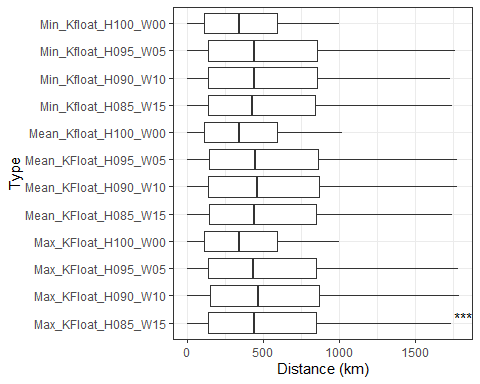 Min_Kfloat_H100_W00
Min_Kfloat_H095_W05
Min_Kfloat_H090_W10
Min_Kfloat_H085_W15
Mean_Kfloat_H100_W00
Mean_KFloat_H095_W05
Mean_KFloat_H090_W10
Mean_KFloat_H085_W15
Max_KFloat_H100_W00
Max_KFloat_H095_W05
Max_KFloat_H090_W10
Max_KFloat_H085_W15
Type
***
0 500 1000 1500
Distance (km)